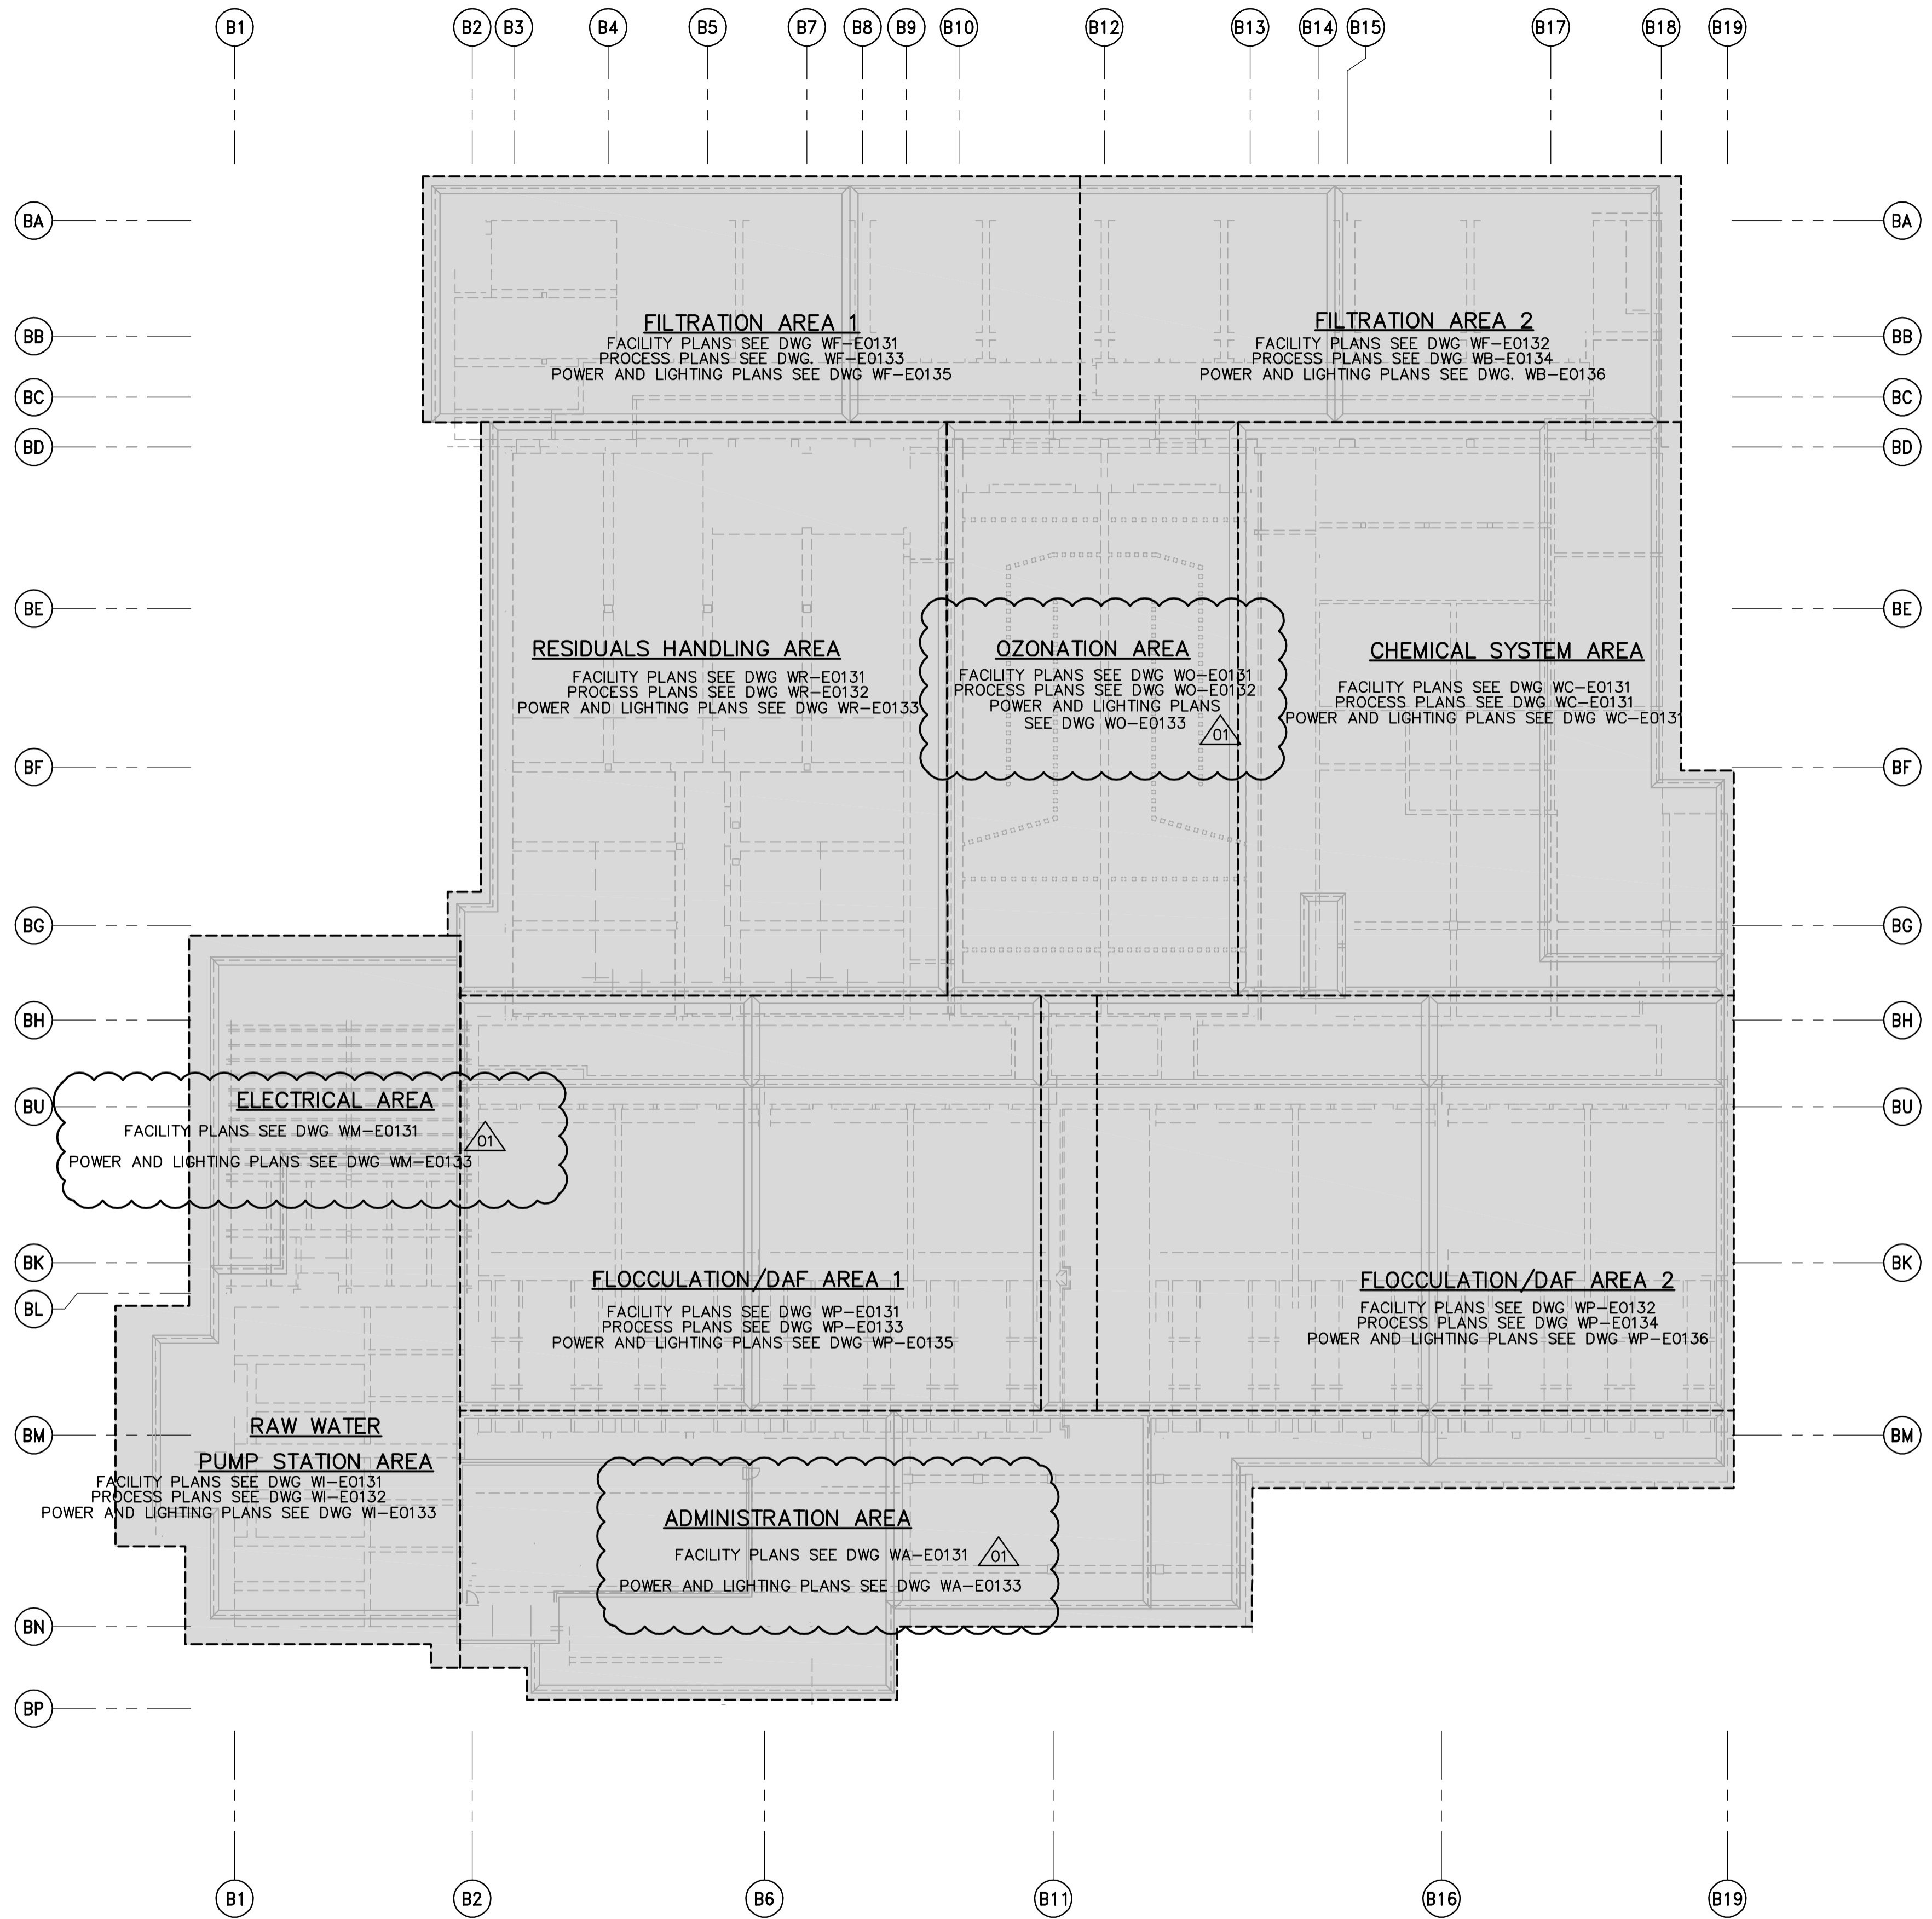 B1 B2 B3 B4 B5 B7 B8 B9 B10 B12 B13 B14 B15 B17 B18 B19
BA
BA
FILTRATION AREA 1
FACILITY PLANS SEE DWG WF-E0131
PROCESS PLANS SEE DWG. WF-E0133
POWER AND LIGHTING PLANS SEE DWG WF-E0135
FILTRATION AREA 2
FACILITY PLANS SEE DWG WF-E0132
PROCESS PLANS SEE DWG WB-E0134
POWER AND LIGHTING PLANS SEE DWG. WB-E0136
BB
BB
BC
BC
BD
BD
BE
BE
RESIDUALS HANDLING AREA
FACILITY PLANS SEE DWG WR-E0131
PROCESS PLANS SEE DWG WR-E0132
POWER AND LIGHTING PLANS SEE DWG WR-E0133
OZONATION AREA
FACILITY PLANS SEE DWG WO-E0131
PROCESS PLANS SEE DWG WO-E0132
POWER AND LIGHTING PLANS
SEE DWG WO-E0133
01
CHEMICAL SYSTEM AREA
FACILITY PLANS SEE DWG WC-E0131
PROCESS PLANS SEE DWG WC-E0131
POWER AND LIGHTING PLANS SEE DWG WC-E0131
BF
BF
BG
BG
BH
BH
BU
BU
ELECTRICAL AREA
FACILITY PLANS SEE DWG WM-E0131
01
POWER AND LIGHTING PLANS SEE DWG WM-E0133
BK
BK
BL
FLOCCULATION/DAF AREA 1
FACILITY PLANS SEE DWG WP-E0131
PROCESS PLANS SEE DWG WP-E0133
POWER AND LIGHTING PLANS SEE DWG WP-E0135
FLOCCULATION/DAF AREA 2
FACILITY PLANS SEE DWG WP-E0132
PROCESS PLANS SEE DWG WP-E0134
POWER AND LIGHTING PLANS SEE DWG WP-E0136
BM
BM
RAW WATER
PUMP STATION AREA
FACILITY PLANS SEE DWG WI-E0131
PROCESS PLANS SEE DWG WI-E0132
POWER AND LIGHTING PLANS SEE DWG WI-E0133
ADMINISTRATION AREA
FACILITY PLANS SEE DWG WA-E0131
01
POWER AND LIGHTING PLANS SEE DWG WA-E0133
BN
BP
B1 B2 B6 B11 B16 B19